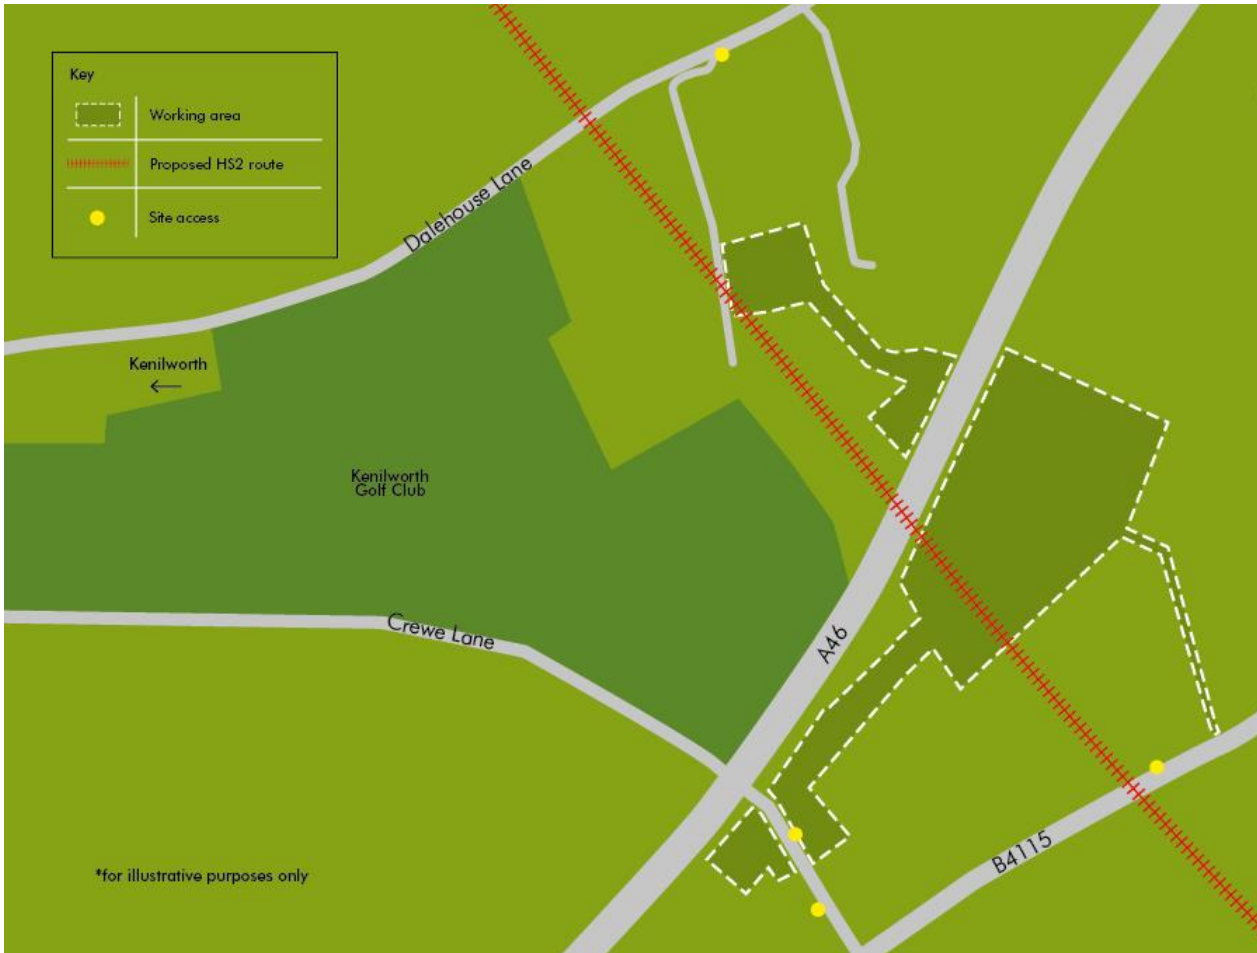 Key
Working area
Proposed HS2 route
Site access
Dalehouse Lane
Kenilworth
Kenilworth
Golf Club
Crewe Lane
A46
B4115
*for illustrative purposes only